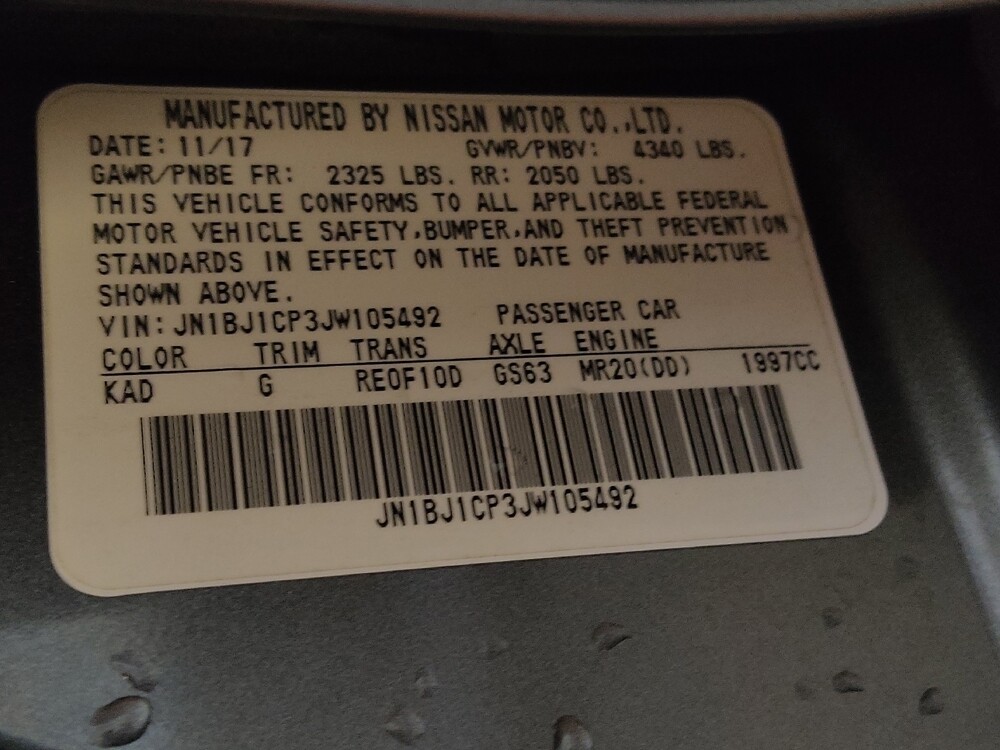 MANUFACTURED BY NISSAN MOTOR CO.,LTD.
DATE: 11/17 GVWR/PNBV: 4340 LBS.
GAWR/PNBE FR: 2325 LBS. RR: 2050 LBS.
THIS VEHICLE CONFORMS TO ALL APPLICABLE FEDERAL
MOTOR VEHICLE SAFETY,BUMPER,AND THEFT PREVENTION
STANDARDS IN EFFECT ON THE DATE OF MANUFACTURE
SHOWN ABOVE.
VIN: JN1BJ1CP3JW105492 PASSENGER CAR
COLOR TRIM TRANS AXLE ENGINE
KAD G RE0F10D GS63 MR20(DD) 1997CC
JN1BJ1CP3JW105492